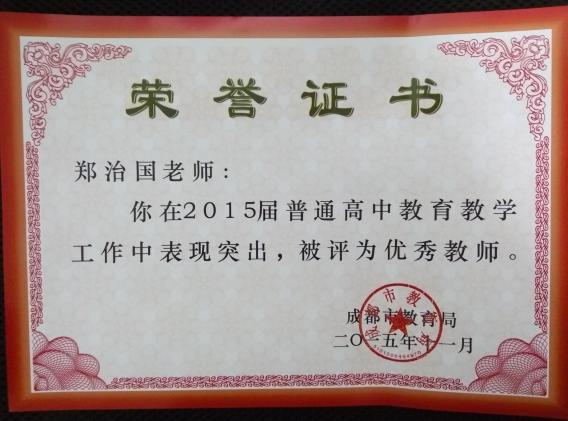 荣誉证书
郑治国老师:
你在2015届普通高中教育教学
工作中表现突出,被评为优秀教师。
成都市教育局
二〇一五年十一月